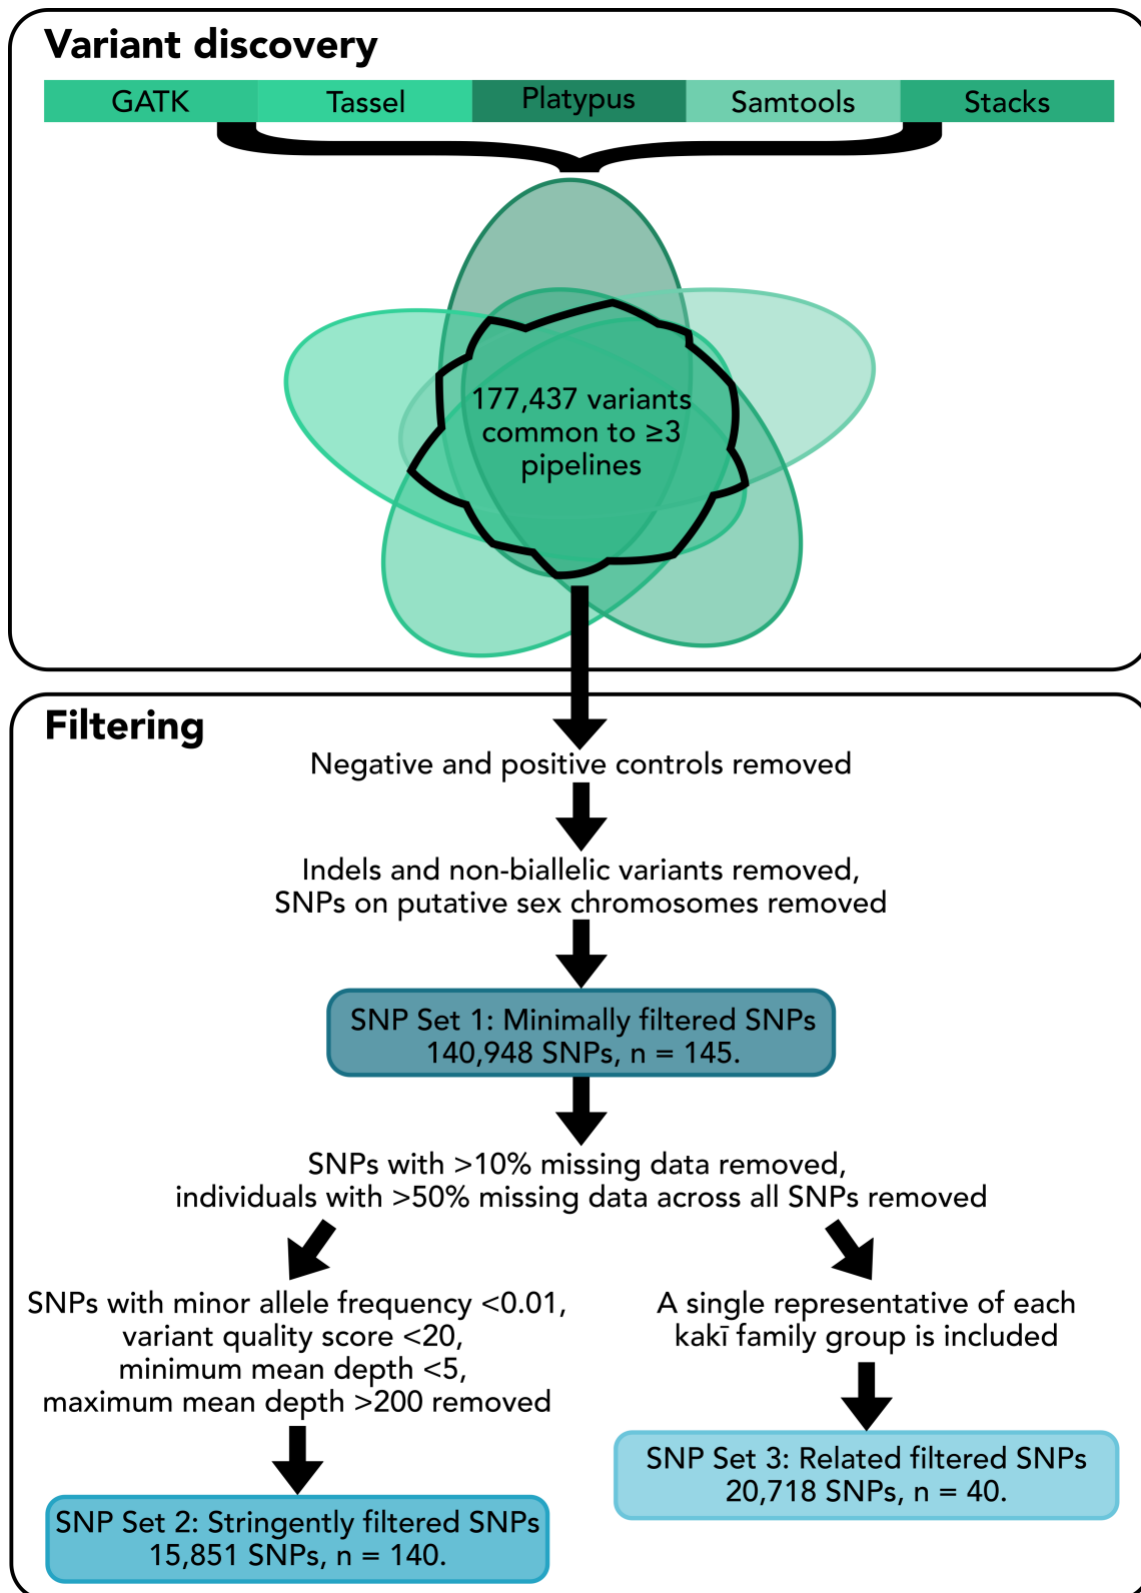 Variant discovery
GATK
Tassel
Platypus
Samtools
Stacks
177,437 variants
common to ≥3
pipelines
Filtering
Negative and positive controls removed
Indels and non-biallelic variants removed,
SNPs on putative sex chromosomes removed
SNP Set 1: Minimally filtered SNPs
140,948 SNPs, n = 145.
SNPs with >10% missing data removed,
individuals with >50% missing data across all SNPs removed
SNPs with minor allele frequency <0.01,
variant quality score <20,
minimum mean depth <5,
maximum mean depth >200 removed
SNP Set 2: Stringently filtered SNPs
15,851 SNPs, n = 140.
A single representative of each
kakī family group is included
SNP Set 3: Related filtered SNPs
20,718 SNPs, n = 40.